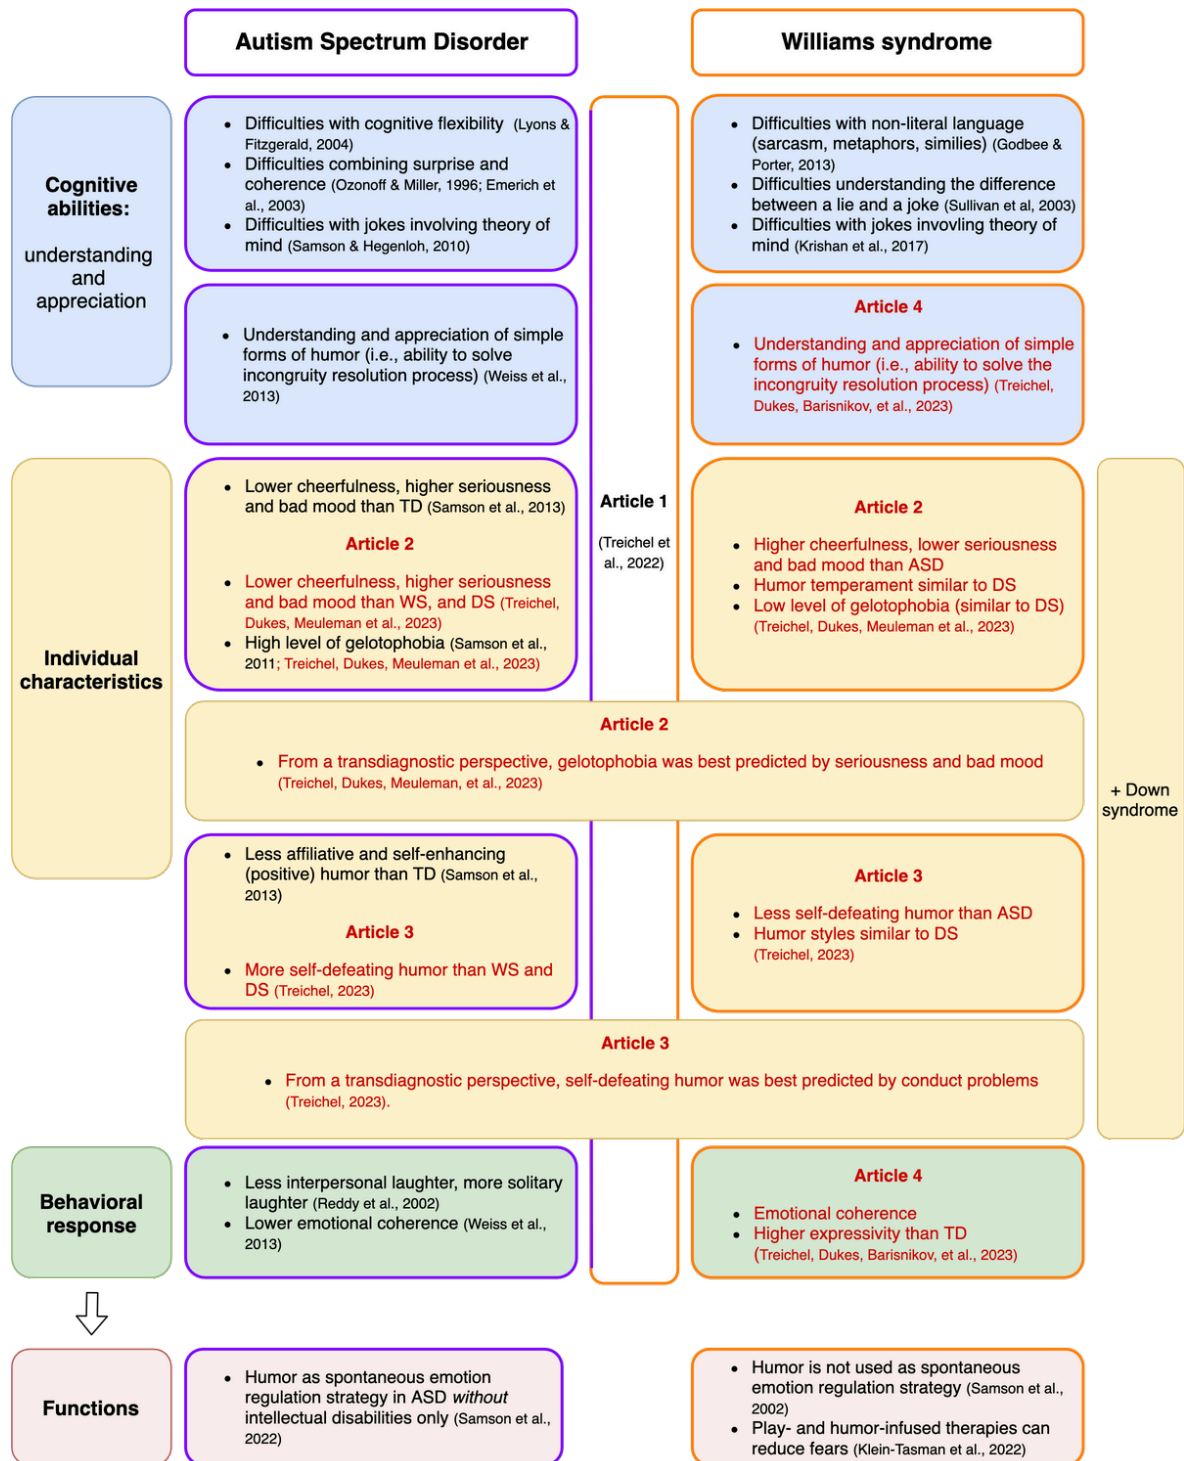 Autism Spectrum Disorder
Williams syndrome
Cognitive
abilities:
understanding
and
appreciation
• Difficulties with cognitive flexibility (Lyons &
Fitzgerald, 2004)
• Difficulties combining surprise and
coherence (Ozonoff & Miller, 1996; Emerich et
al., 2003)
• Difficulties with jokes involving theory of
mind (Samson & Hegenloh, 2010)
• Difficulties with non-literal language
(sarcasm, metaphors, similies) (Godbee &
Porter, 2013)
• Difficulties understanding the difference
between a lie and a joke (Sullivan et al, 2003)
• Difficulties with jokes invovling theory of
mind (Krishan et al., 2017)
• Understanding and appreciation of simple
forms of humor (i.e., ability to solve
incongruity resolution process) (Weiss et al.,
2013)
Article 4
• Understanding and appreciation of simple
forms of humor (i.e., ability to solve the
incongruity resolution process) (Treichel,
Dukes, Barisnikov, et al., 2023)
Individual
characteristics
• Lower cheerfulness, higher seriousness
and bad mood than TD (Samson et al., 2013)
Article 2
• Lower cheerfulness, higher seriousness
and bad mood than WS, and DS (Treichel,
Dukes, Meuleman et al., 2023)
• High level of gelotophobia (Samson et al.,
2011; Treichel, Dukes, Meuleman et al., 2023)
Article 1
(Treichel et
al., 2022)
Article 2
• Higher cheerfulness, lower seriousness
and bad mood than ASD
• Humor temperament similar to DS
• Low level of gelotophobia (similar to DS)
(Treichel, Dukes, Meuleman et al., 2023)
+ Down
syndrome
Article 2
• From a transdiagnostic perspective, gelotophobia was best predicted by seriousness and bad mood
(Treichel, Dukes, Meuleman, et al., 2023)
• Less affiliative and self-enhancing
(positive) humor than TD (Samson et al.,
2013)
Article 3
• More self-defeating humor than WS and
DS (Treichel, 2023)
Article 3
• Less self-defeating humor than ASD
• Humor styles similar to DS
(Treichel, 2023)
Article 3
• From a transdiagnostic perspective, self-defeating humor was best predicted by conduct problems
(Treichel, 2023).
Behavioral
response
• Less interpersonal laughter, more solitary
laughter (Reddy et al., 2002)
• Lower emotional coherence (Weiss et al.,
2013)
Article 4
• Emotional coherence
• Higher expressivity than TD
(Treichel, Dukes, Barisnikov, et al., 2023)
Functions
• Humor as spontaneous emotion
regulation strategy in ASD without
intellectual disabilities only (Samson et al.,
2022)
• Humor is not used as spontaneous
emotion regulation strategy (Samson et al.,
2002)
• Play- and humor-infused therapies can
reduce fears (Klein-Tasman et al., 2022)